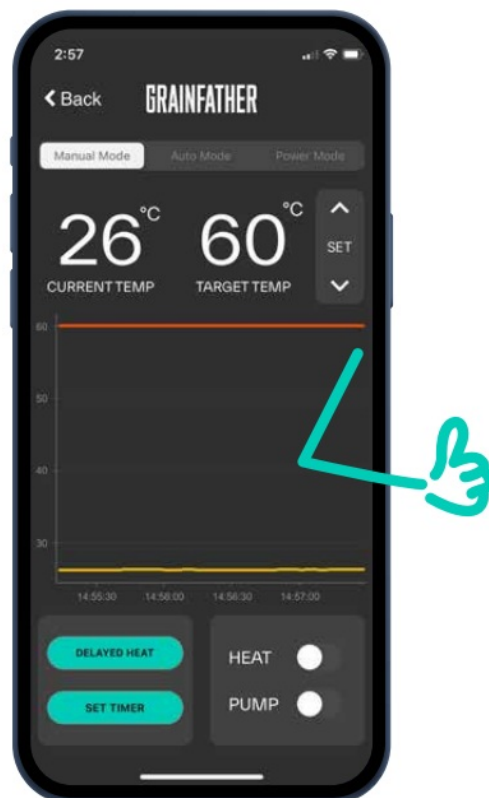 2:57
Back
GRAINFATHER
Manual Mode Auto Mode Power Mode
26°C 60°C
SET
CURRENT TEMP TARGET TEMP
60
50
40
30
14:55:30 14:56:00 14:56:30 14:57:00
DELAYED HEAT
SET TIMER
HEAT
PUMP